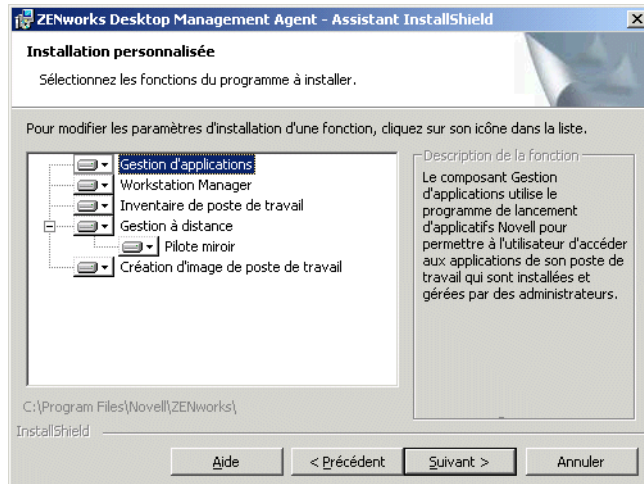 ZENworks Desktop Management Agent - Assistant InstallShield
Installation personnalisée
Sélectionnez les fonctions du programme à installer.
Pour modifier les paramètres d'installation d'une fonction, cliquez sur son icône dans la liste.
Gestion d'applications
Workstation Manager
Inventaire de poste de travail
Gestion à distance
Pilote miroir
Création d'image de poste de travail
Description de la fonction
Le composant Gestion
d'applications utilise le
programme de lancement
d'applicatifs Novell pour
permettre à l'utilisateur d'accéder
aux applications de son poste de
travail qui sont installées et
gérées par des administrateurs.
C:\Program Files\Novell\ZENworks\
InstallShield
Aide
< Précédent
Suivant >
Annuler